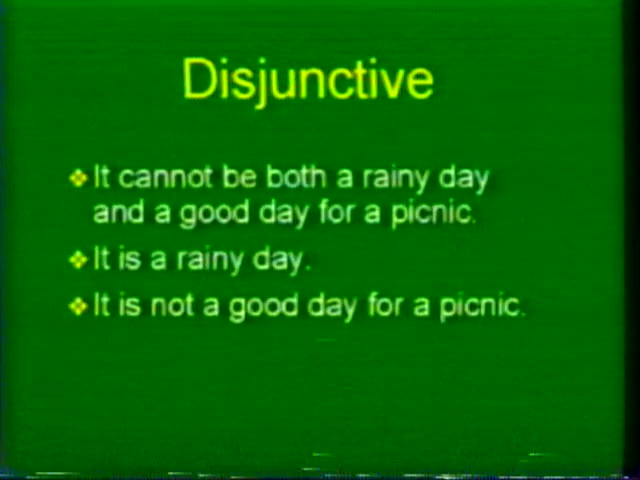 Disjunctive
It cannot be both a rainy day
and a good day for a picnic.
It is a rainy day.
It is not a good day for a picnic.